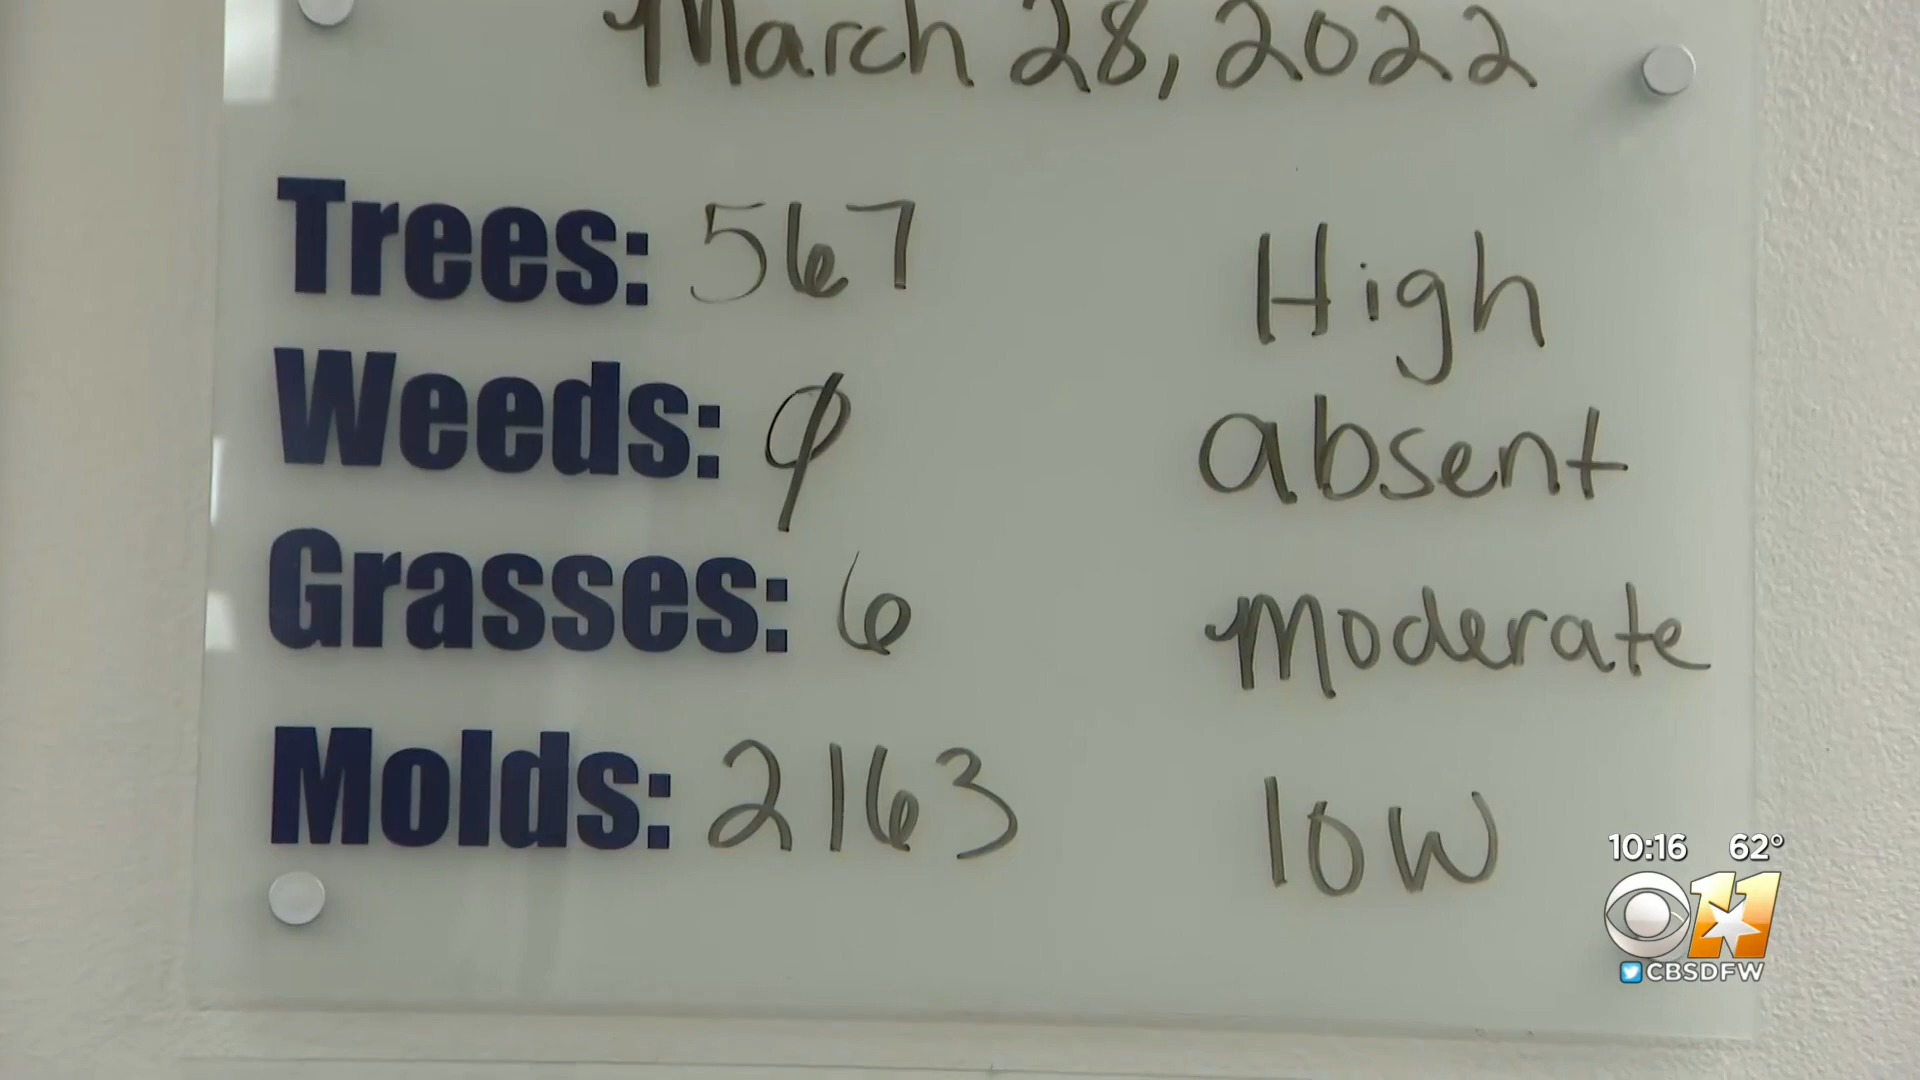 March 28, 2022
Trees: 567 High
Weeds: 0 absent
Grasses: 6 Moderate
Molds: 2163 low
10:16 62°
11
CBSDFW